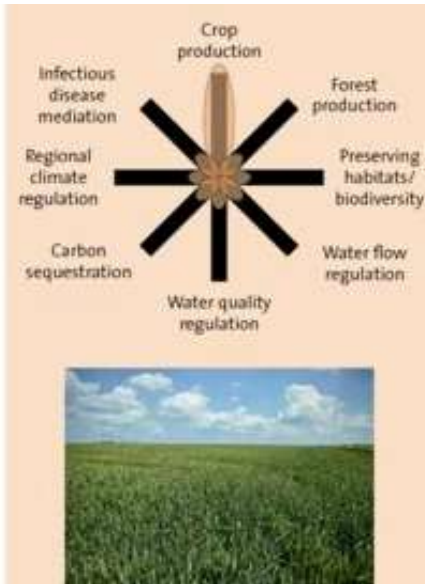 Crop
production
Infectious
disease
mediation
Forest
production
Regional
climate
regulation
Preserving
habitats/
biodiversity
Carbon
sequestration
Water flow
regulation
Water quality
regulation